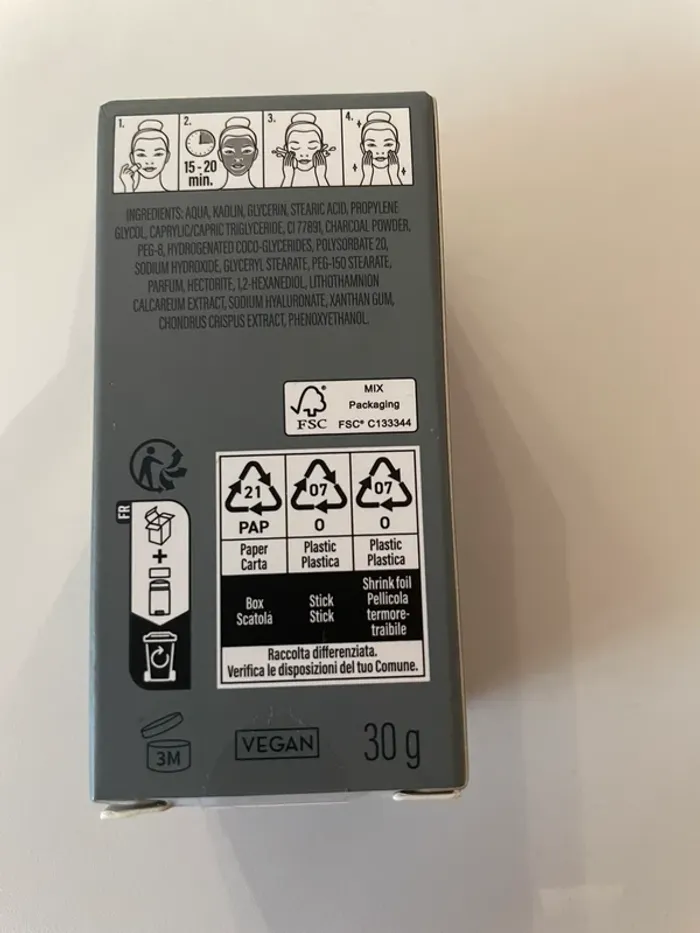 1.
2.
3.
4.
15-20
min.
INGREDIENTS: AQUA, KAOLIN, GLYCERIN, STEARIC ACID, PROPYLENE
GLYCOL, CAPRYLIC/CAPRIC TRIGLYCERIDE, CI 77891, CHARCOAL POWDER,
PEG-8, HYDROGENATED COCO-GLYCERIDES, POLYSORBATE 20,
SODIUM HYDROXIDE, GLYCERYL STEARATE, PEG-150 STEARATE,
PARFUM, HECTORITE, 1,2-HEXANEDIOL, LITHOTHAMNION
CALCAREUM EXTRACT, SODIUM HYALURONATE, XANTHAN GUM,
CHONDRUS CRISPUS EXTRACT, PHENOXYETHANOL.
MIX
Packaging
FSC
FSC® C133344
FR
21
07
07
PAP
O
O
Paper
Carta
Plastic
Plastica
Plastic
Plastica
Box
Scatola
Stick
Stick
Shrink foil
Pellicola
termore-
traibile
Raccolta differenziata.
Verifica le disposizioni del tuo Comune.
3M
VEGAN
30 g